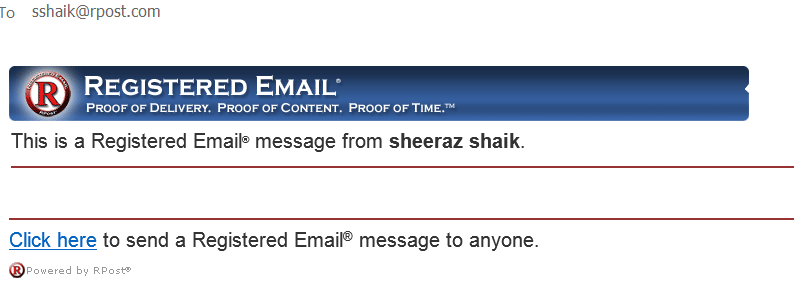 To sshaik@rpost.com
R REGISTERED EMAIL®
PROOF OF DELIVERY. PROOF OF CONTENT. PROOF OF TIME.™
RPOST
This is a Registered Email® message from sheeraz shaik.
Click here to send a Registered Email® message to anyone.
R Powered by RPost®